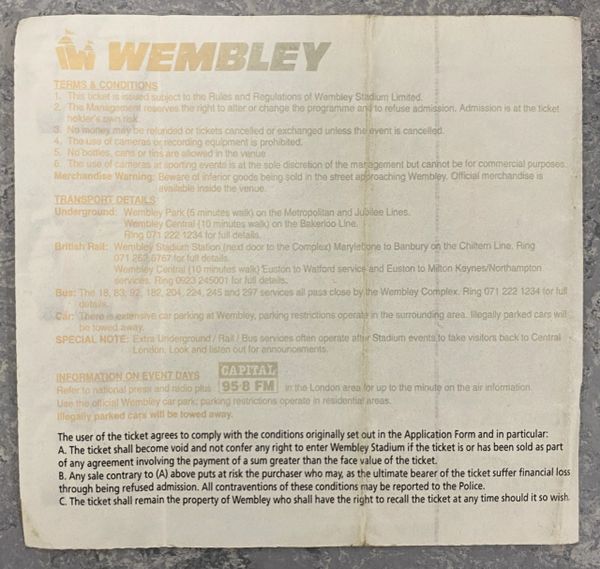 WEMBLEY
TERMS & CONDITIONS
1. This ticket is issued subject to the Rules and Regulations of Wembley Stadium Limited.
2. The Management reserves the right to alter or change the programme and to refuse admission. Admission is at the ticket
holder's own risk.
3. No money may be refunded or tickets cancelled or exchanged unless the event is cancelled.
4. The use of cameras or recording equipment is prohibited.
5. No bottles, cans or tins are allowed in the venue
6. The use of cameras at sporting events is at the sole discretion of the management but cannot be for commercial purposes.
Merchandise Warning: Beware of inferior goods being sold in the street approaching Wembley. Official merchandise is
available inside the venue.
TRANSPORT DETAILS
Underground: Wembley Park (5 minutes walk) on the Metropolitan and Jubilee Lines.
Wembley Central (10 minutes walk) on the Bakerloo Line.
Ring 071 222 1234 for full details.
British Rail: Wembley Stadium Station (next door to the Complex) Marylebone to Banbury on the Chiltern Line. Ring
071 262 6767 for full details.
Wembley Central (10 minutes walk) Euston to Watford service and Euston to Milton Keynes/Northampton
services. Ring 0923 245001 for full details.
Bus: The 18, 83, 92, 182, 204, 224, 245 and 297 services all pass close by the Wembley Complex. Ring 071 222 1234 for full
details.
Car: There is extensive car parking at Wembley, parking restrictions operate in the surrounding area. Illegally parked cars will
be towed away.
SPECIAL NOTE: Extra Underground / Rail / Bus services often operate after Stadium events to take visitors back to Central
London. Look and listen out for announcements.
INFORMATION ON EVENT DAYS
Refer to national press and radio plus CAPITAL 95·8 FM in the London area for up to the minute on the air information.
Use the official Wembley car park; parking restrictions operate in residential areas.
Illegally parked cars will be towed away.
The user of the ticket agrees to comply with the conditions originally set out in the Application Form and in particular:
A. The ticket shall become void and not confer any right to enter Wembley Stadium if the ticket is or has been sold as part
of any agreement involving the payment of a sum greater than the face value of the ticket.
B. Any sale contrary to (A) above puts at risk the purchaser who may, as the ultimate bearer of the ticket suffer financial loss
through being refused admission. All contraventions of these conditions may be reported to the Police.
C. The ticket shall remain the property of Wembley who shall have the right to recall the ticket at any time should it so wish.